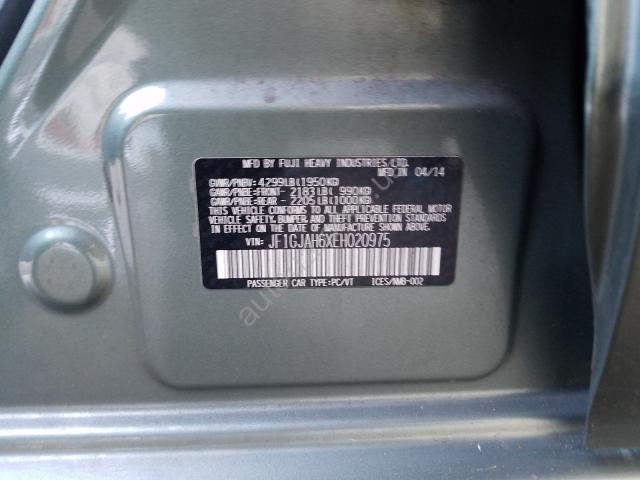 MFD BY FUJI HEAVY INDUSTRIES,LTD.
MFD,IN 04/14
GVWR/PNBV: 4299LB(1950KG)
GAWR/PNBE:FRONT - 2183LB( 990KG)
GAWR/PNBE:REAR - 2205LB(1000KG)
THIS VEHICLE CONFORMS TO ALL APPLICABLE FEDERAL MOTOR
VEHICLE SAFETY,BUMPER, AND THEFT PREVENTION STANDARDS
IN EFFECT ON THE DATE OF MANUFACTURE SHOWN ABOVE.
VIN: JF1GJAH6XEH020975
PASSENGER CAR TYPE:PC/VT ICES/NMB-002